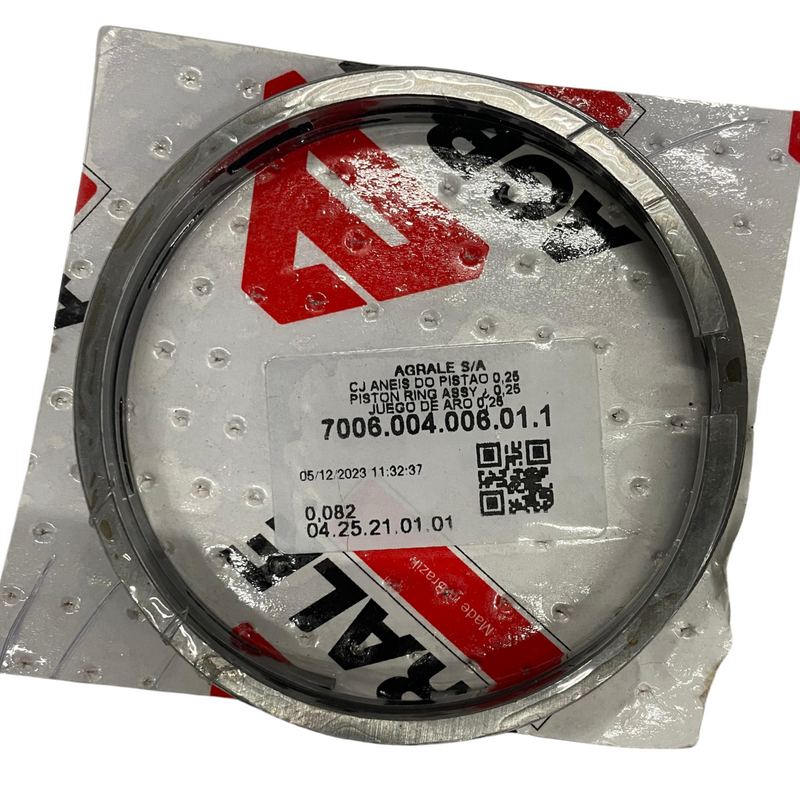 AGRALE S/A
CJ ANEIS DO PISTAO 0,25
PISTON RING ASSY ¿ 0,25
JUEGO DE ARO 0,25
7006.004.006.01.1
05/12/2023 11:32:37
0,082
04.25.21.01.01
Made in Brazil